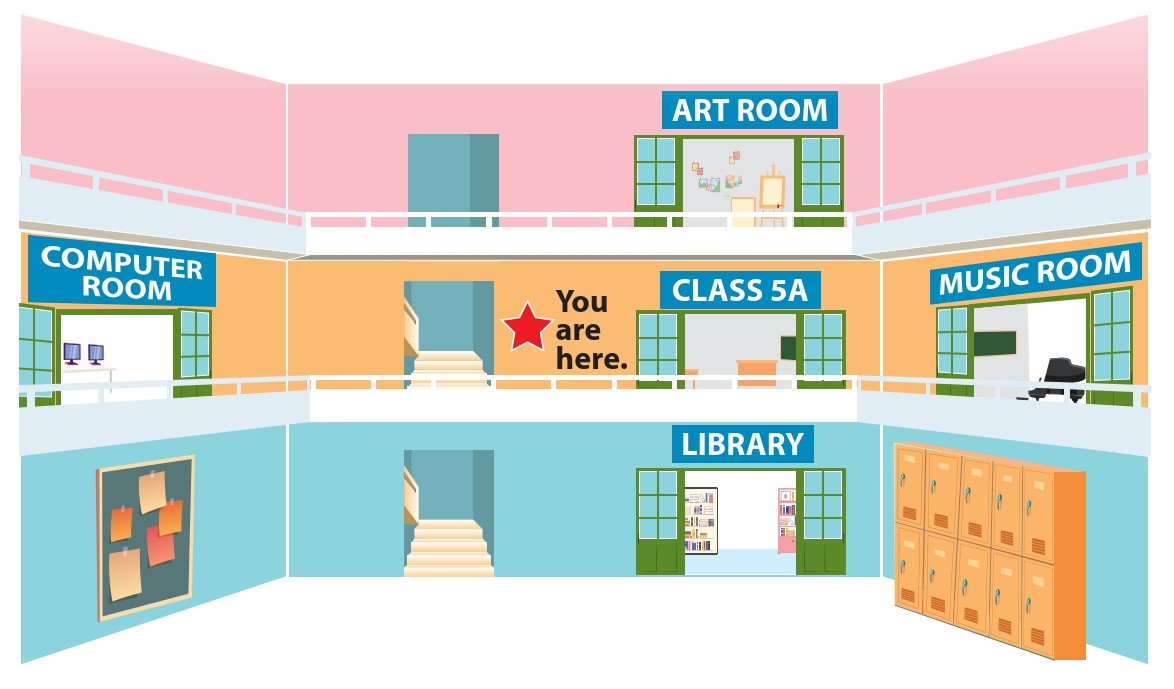 ART ROOM
COMPUTER
ROOM
You
are
here.
CLASS 5A
MUSIC ROOM
LIBRARY